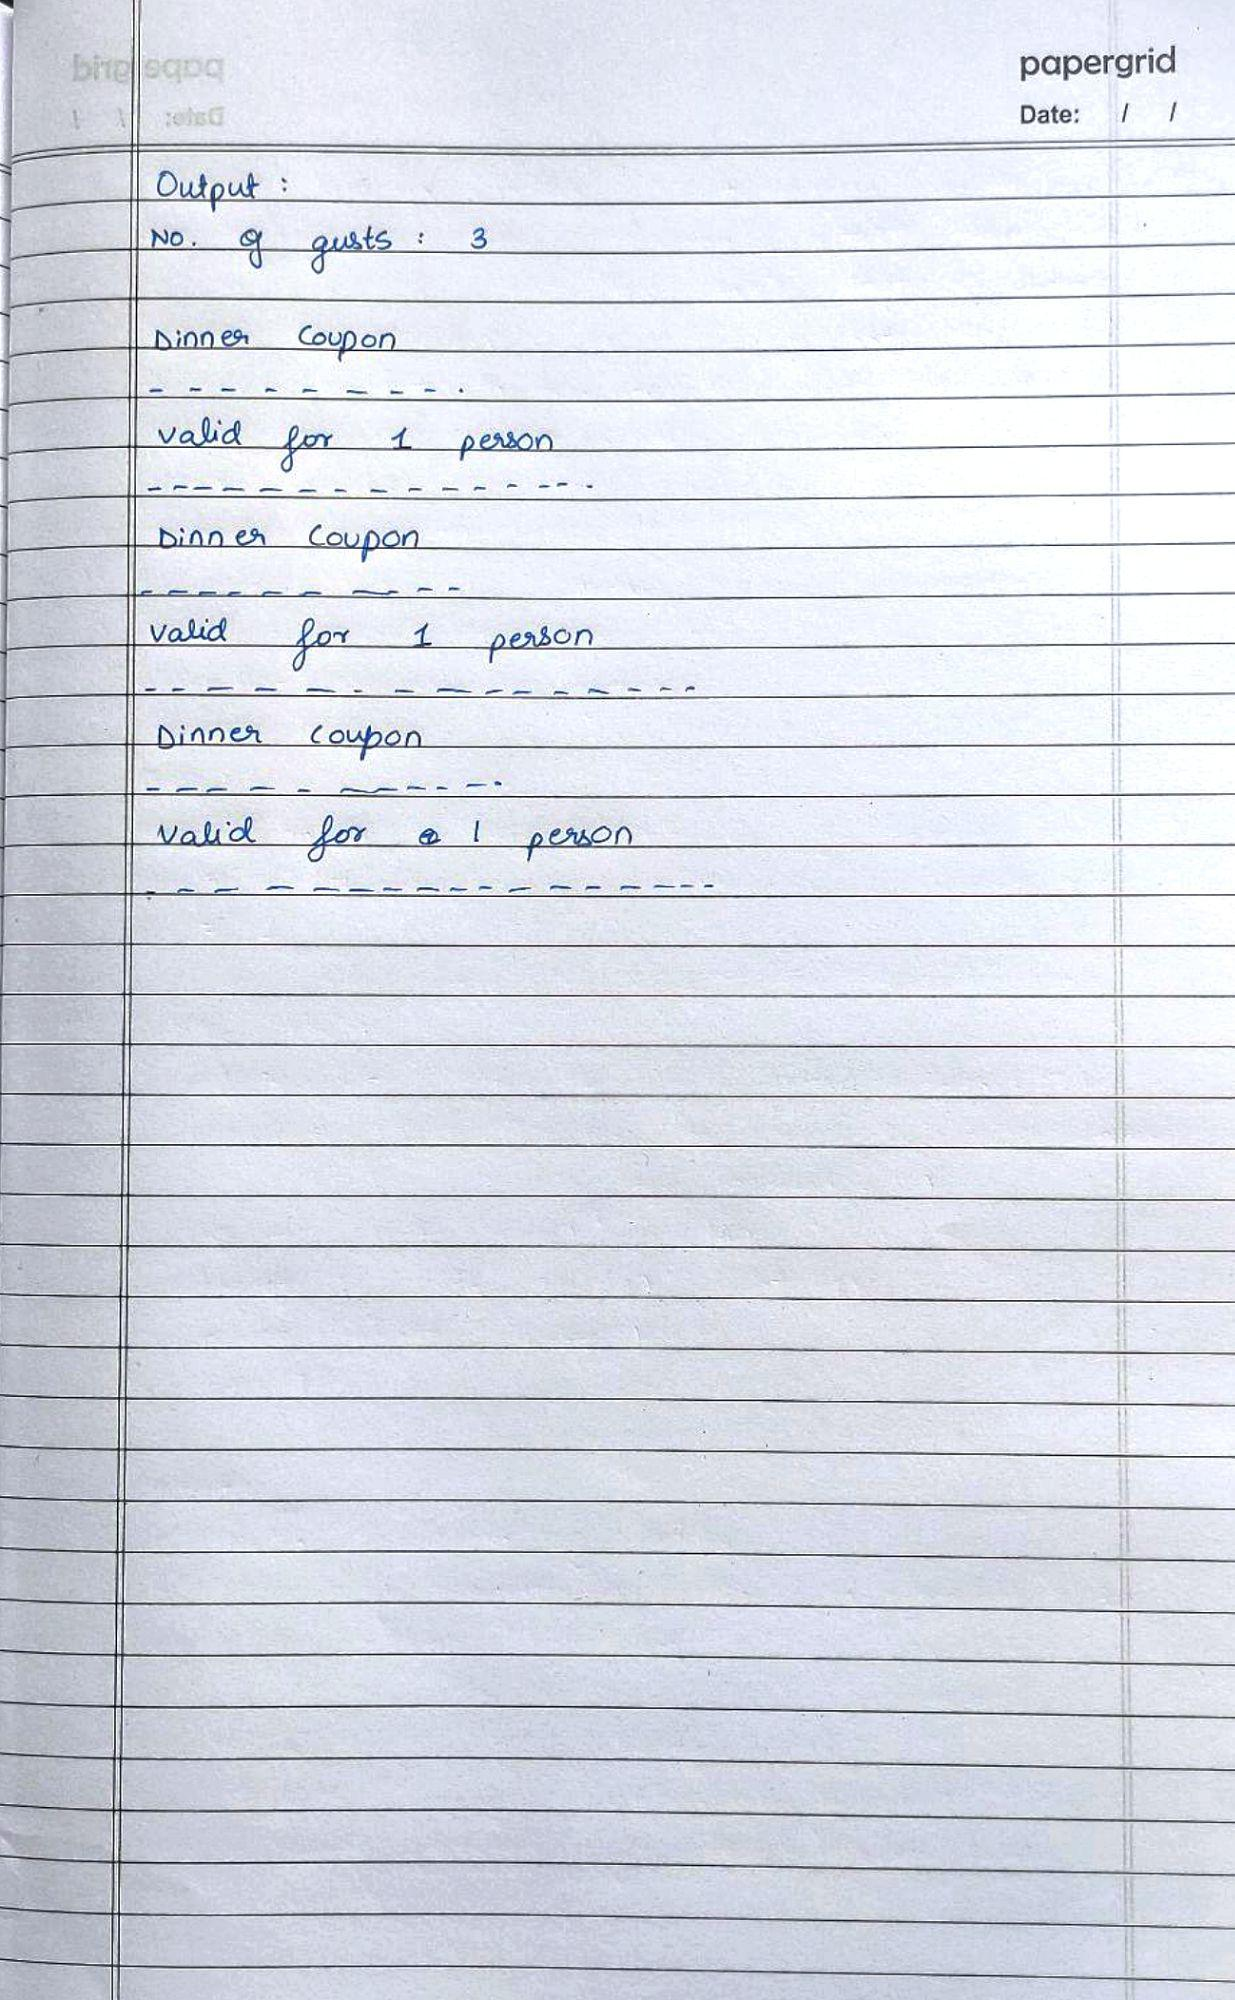 papergrid
Date: / /
Output :
No. of gusts : 3
Dinner Coupon
- - - - - - - - - .
Valid for 1 person
- - - - - - - - - - - - - - - .
Dinner Coupon
- - - - - - - - -
Valid for 1 person
- - - - - - - - - - - - - - - -
Dinner Coupon
- - - - - - - - - -
Valid for 1 person
- - - - - - - - - - - - - - - - -